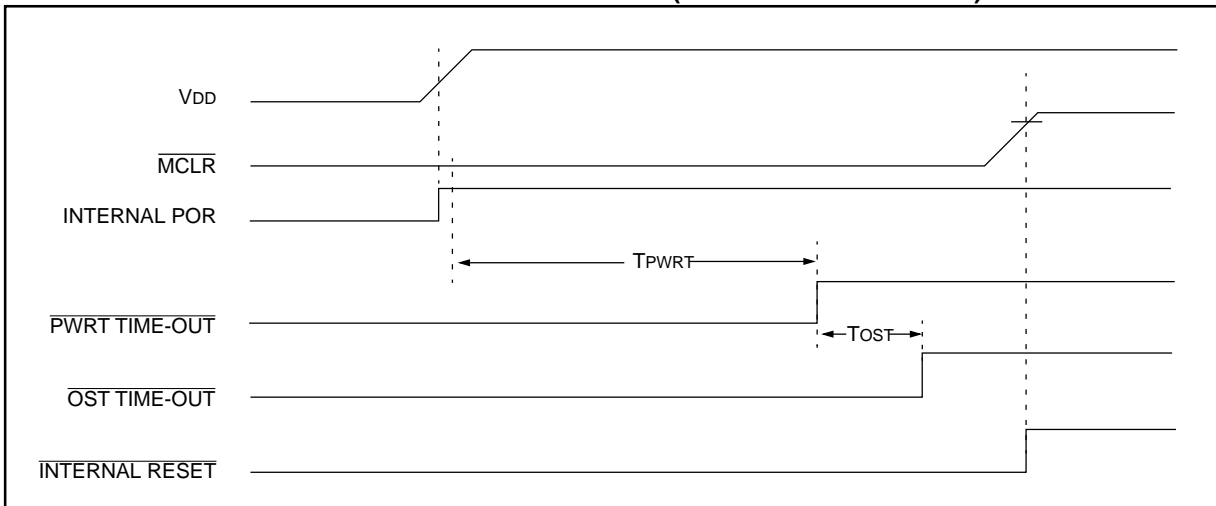 VDD
MCLR
INTERNAL POR
TPWRT
PWRT TIME-OUT
TOST
OST TIME-OUT
INTERNAL RESET